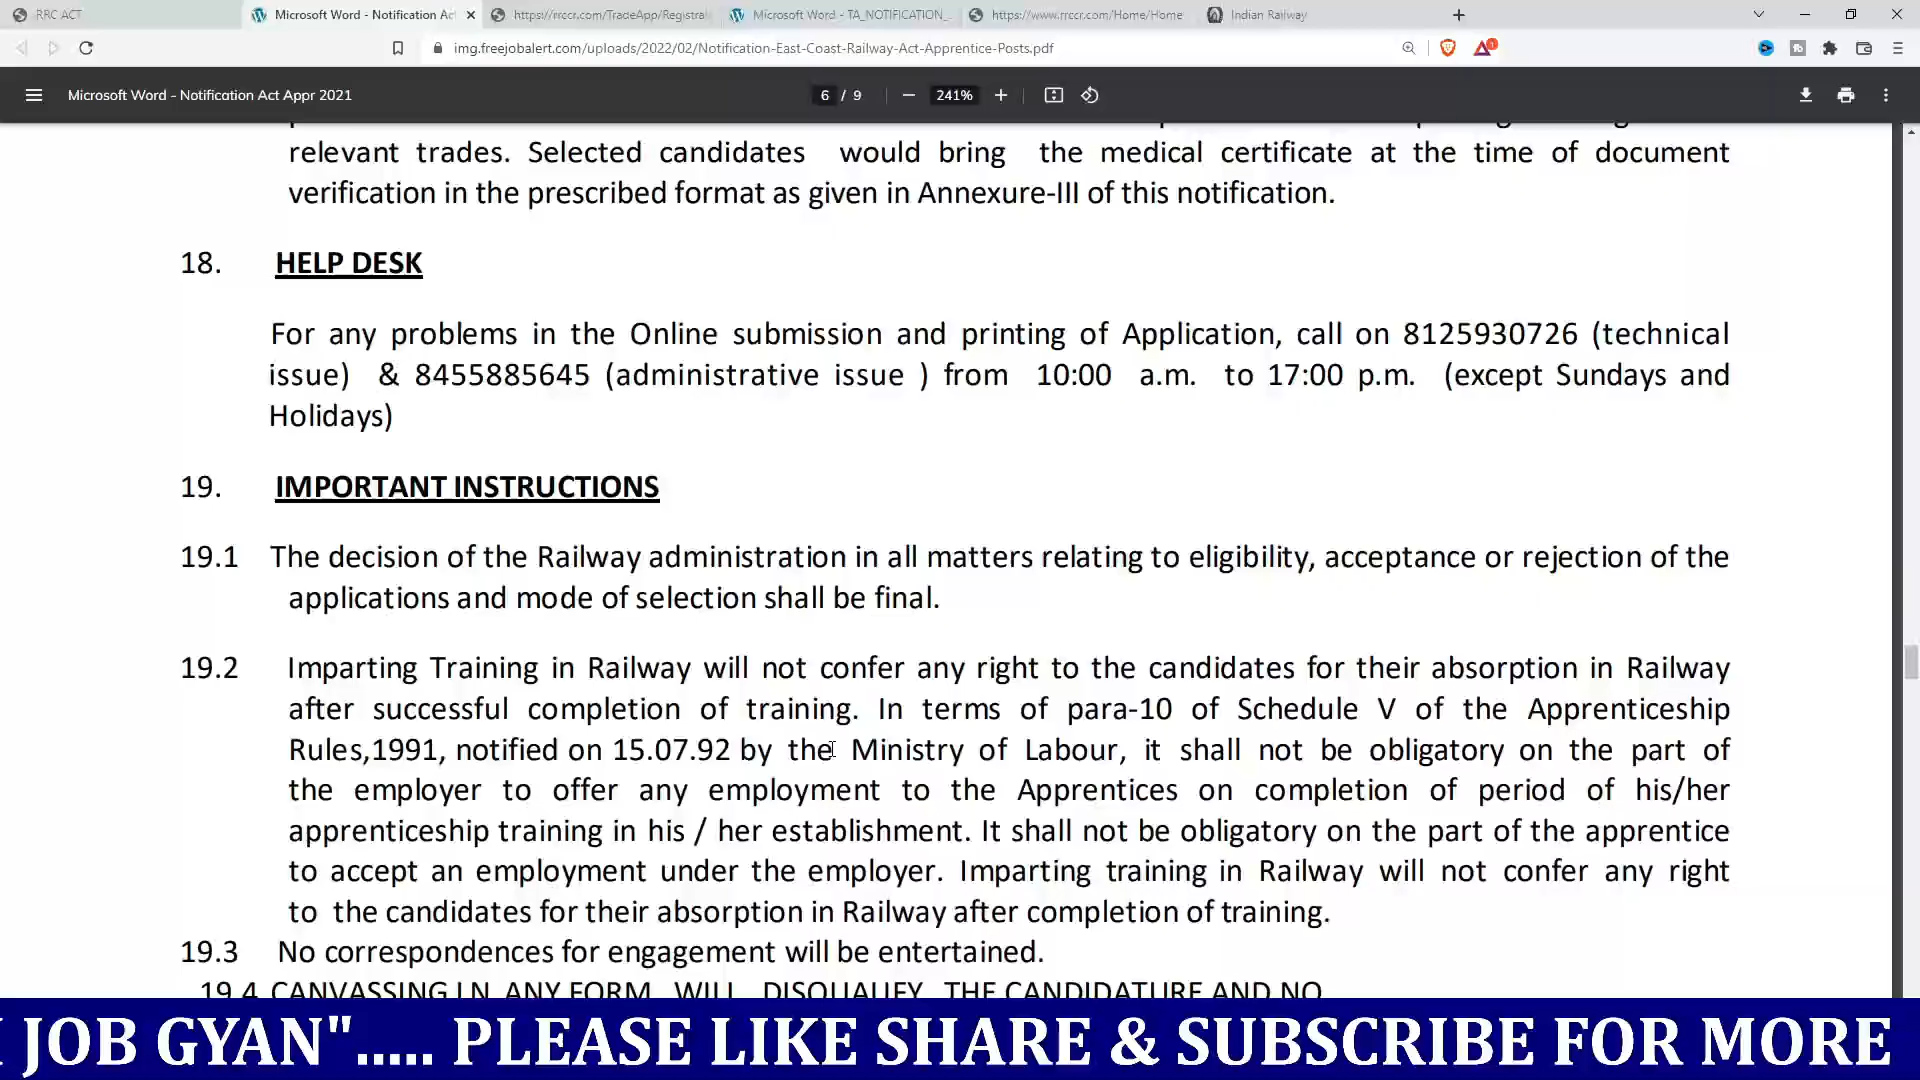 RRC ACT
Microsoft Word - Notification Act
https://rrccr.com/TradeApp/Registrat
Microsoft Word - TA_NOTIFICATION_
https://www.rrccr.com/Home/Home
Indian Railway
img.freejobalert.com/uploads/2022/02/Notification-East-Coast-Railway-Act-Apprentice-Posts.pdf
Microsoft Word - Notification Act Appr 2021
6 / 9
241%
relevant trades. Selected candidates would bring the medical certificate at the time of document
verification in the prescribed format as given in Annexure-III of this notification.
18. HELP DESK
For any problems in the Online submission and printing of Application, call on 8125930726 (technical
issue) & 8455885645 (administrative issue ) from 10:00 a.m. to 17:00 p.m. (except Sundays and
Holidays)
19. IMPORTANT INSTRUCTIONS
19.1 The decision of the Railway administration in all matters relating to eligibility, acceptance or rejection of the
applications and mode of selection shall be final.
19.2 Imparting Training in Railway will not confer any right to the candidates for their absorption in Railway
after successful completion of training. In terms of para-10 of Schedule V of the Apprenticeship
Rules,1991, notified on 15.07.92 by the Ministry of Labour, it shall not be obligatory on the part of
the employer to offer any employment to the Apprentices on completion of period of his/her
apprenticeship training in his / her establishment. It shall not be obligatory on the part of the apprentice
to accept an employment under the employer. Imparting training in Railway will not confer any right
to the candidates for their absorption in Railway after completion of training.
19.3 No correspondences for engagement will be entertained.
19.4 CANVASSING IN ANY FORM WILL DISQUALIFY THE CANDIDATURE AND NO
JOB GYAN"..... PLEASE LIKE SHARE & SUBSCRIBE FOR MORE